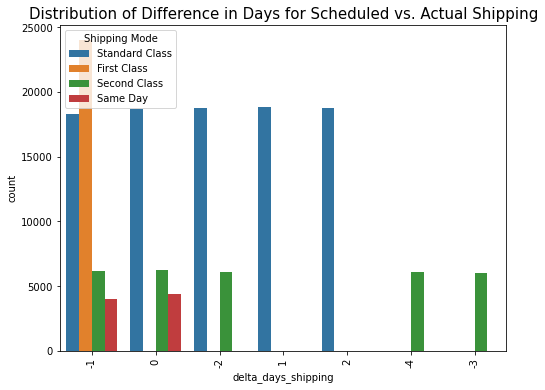 Distribution of Difference in Days for Scheduled vs. Actual Shipping
Shipping Mode
Standard Class
First Class
Second Class
Same Day
25000
20000
15000
10000
5000
0
count
-1
0
-2
1
2
-4
-3
delta_days_shipping